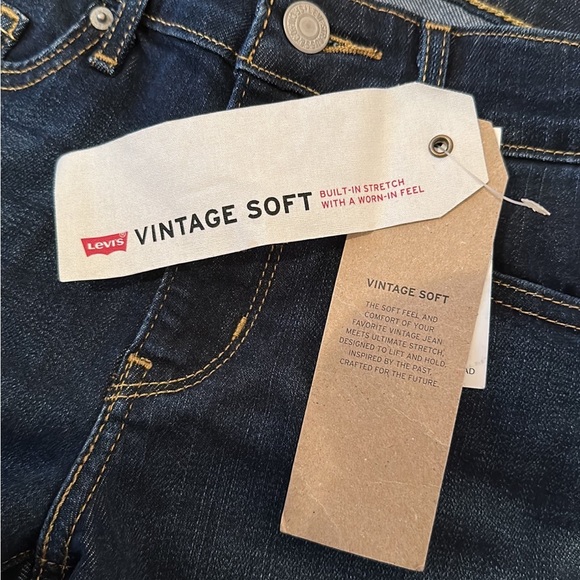 Levi's
VINTAGE SOFT
BUILT-IN STRETCH
WITH A WORN-IN FEEL
VINTAGE SOFT
THE SOFT FEEL AND
COMFORT OF YOUR
FAVORITE VINTAGE JEAN
MEETS ULTIMATE STRETCH,
DESIGNED TO LIFT AND HOLD.
INSPIRED BY THE PAST,
CRAFTED FOR THE FUTURE.
AD